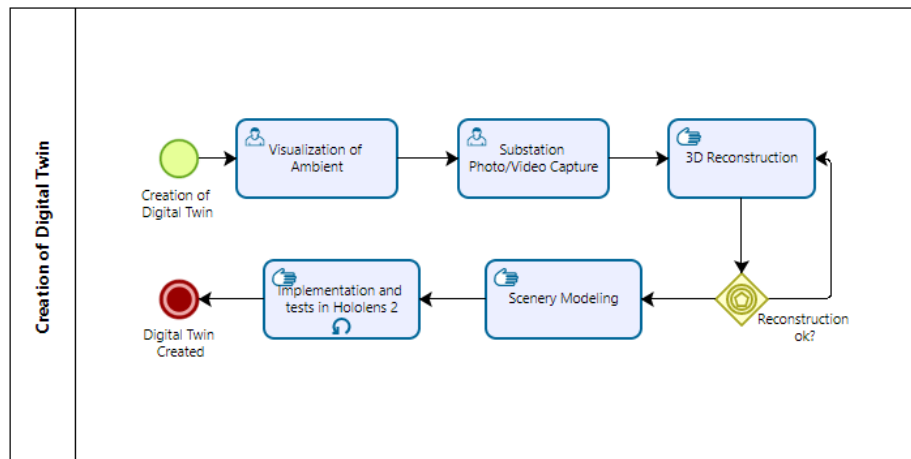 Creation of Digital Twin
Visualization of
Ambient
Substation
Photo/Video Capture
3D Reconstruction
Creation of
Digital Twin
Implementation and
tests in Hololens 2
Scenery Modeling
Reconstruction
ok?
Digital Twin
Created